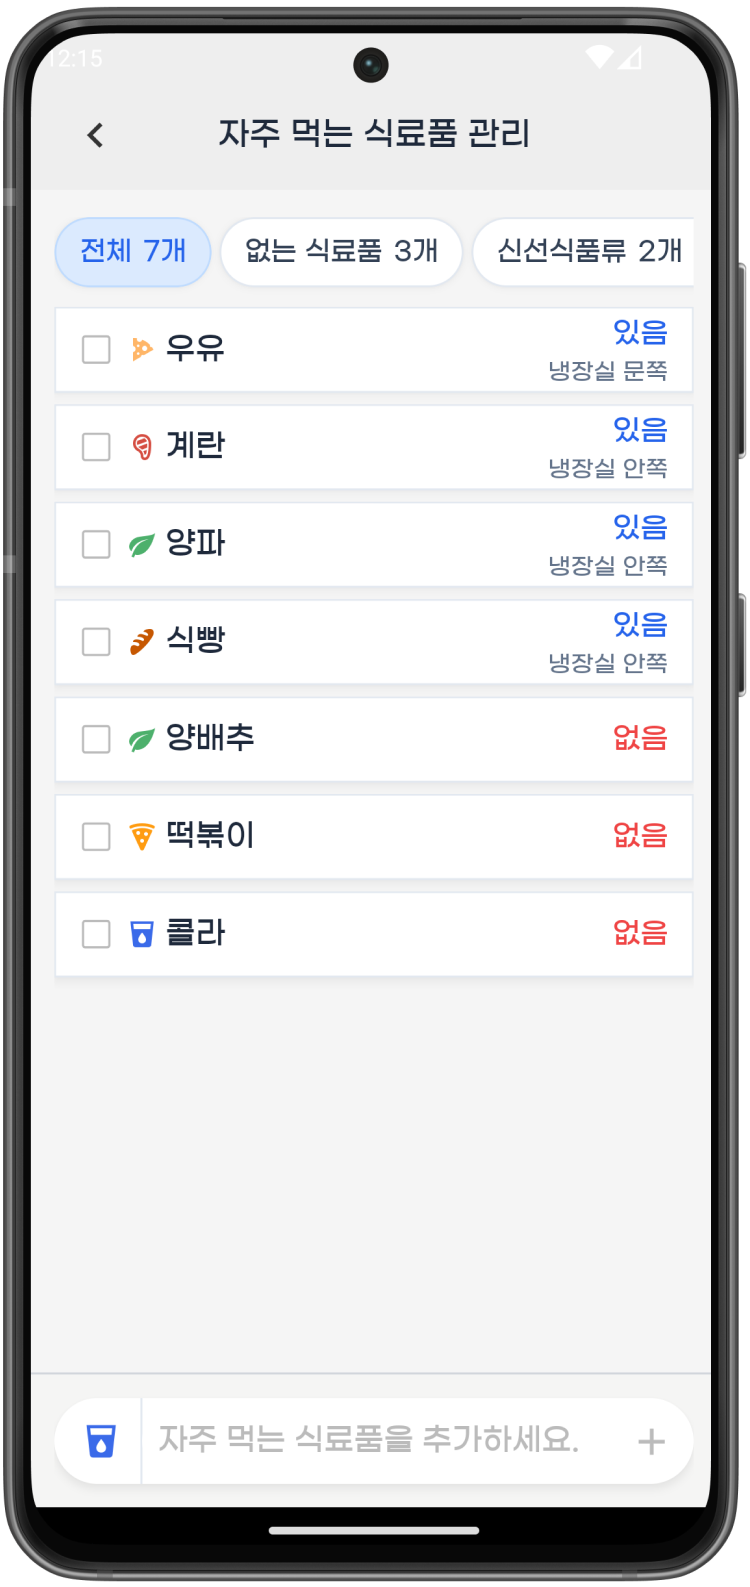 12:15
자주 먹는 식료품 관리
전체 7개 없는 식료품 3개 신선식품류 2개
우유 있음
냉장실 문쪽
계란 있음
냉장실 안쪽
양파 있음
냉장실 안쪽
식빵 있음
냉장실 안쪽
양배추 없음
떡볶이 없음
콜라 없음
자주 먹는 식료품을 추가하세요.